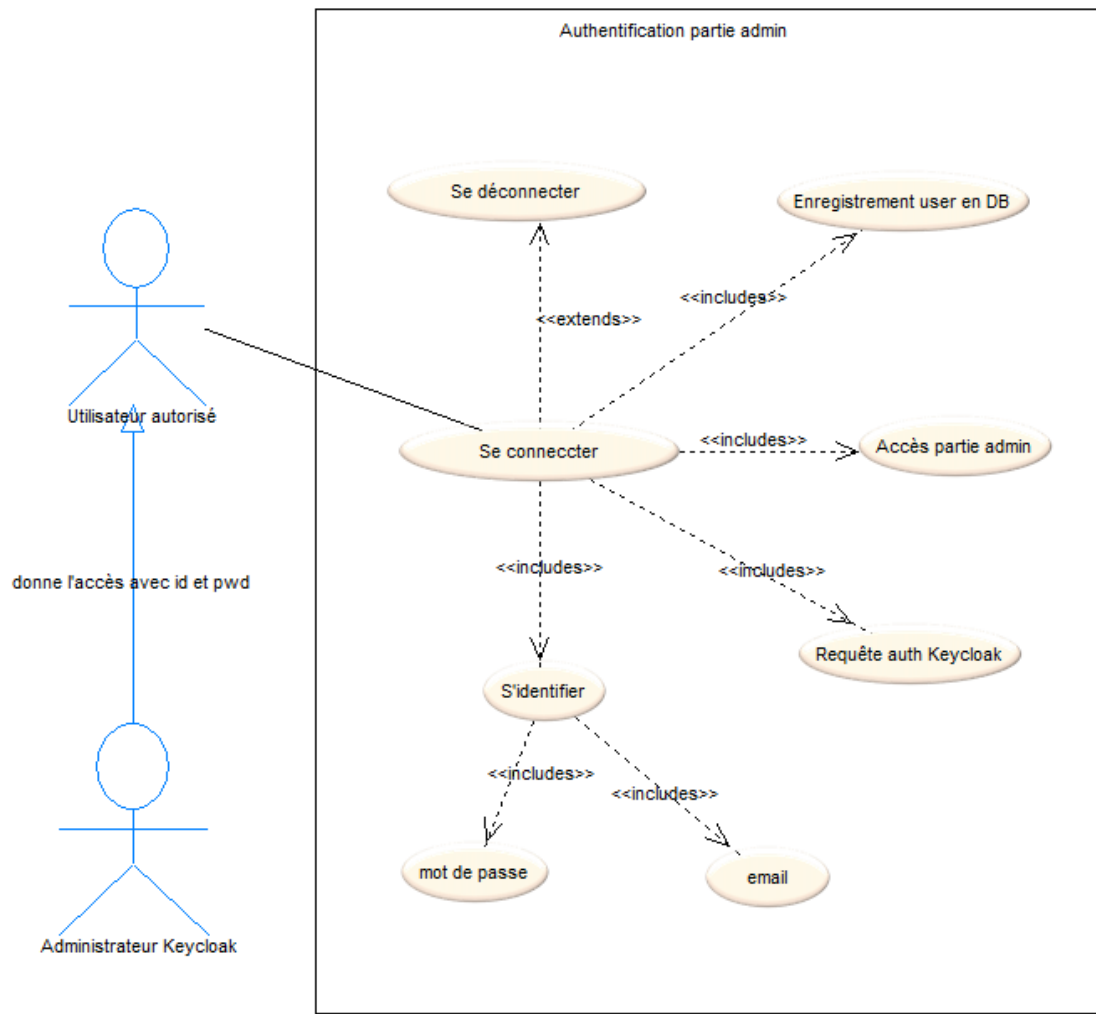 Authentification partie admin
Se déconnecter
Enregistrement user en DB
<<includes>>
<<extends>>
Utilisateur autorisé
Se conneccter
<<includes>>
Accès partie admin
<<includes>>
<<includes>>
donne l'accès avec id et pwd
Requête auth Keycloak
S'identifier
<<includes>>
<<includes>>
mot de passe
email
Administrateur Keycloak